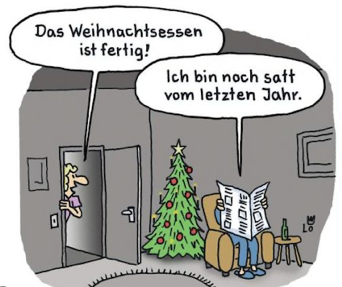 Das Weihnachtsessen
ist fertig!
Ich bin noch satt
vom letzten Jahr.